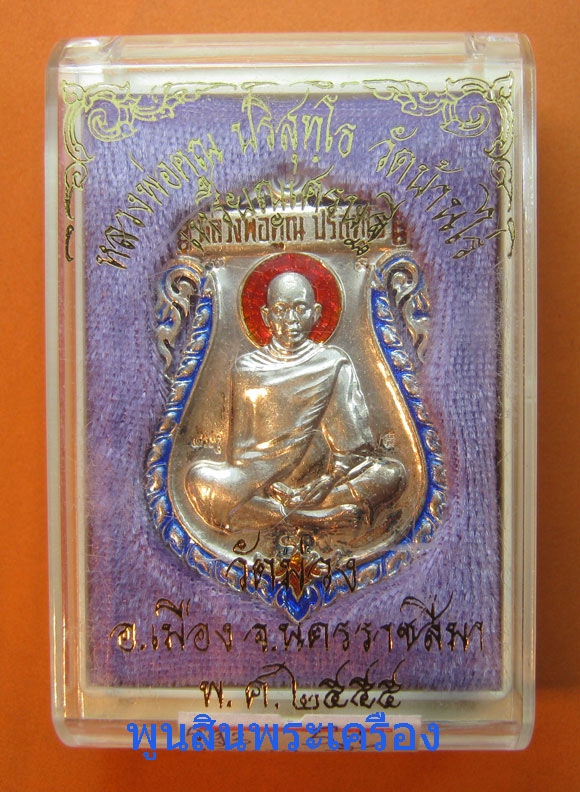 หลวงพ่อคูณ ปริสุทฺโธ วัดบ้านไร่
หลวงพ่อคูณ ปริสุทฺโธ
อ.เมือง จ.นครราชสีมา
พ.ศ.๒๕๕๕
พูนสินพระเครื่อง